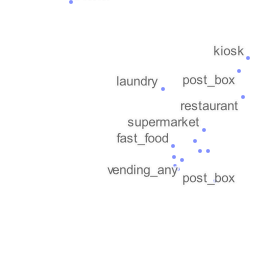 kiosk
laundry
post_box
restaurant
supermarket
fast_food
vending_any
post_box